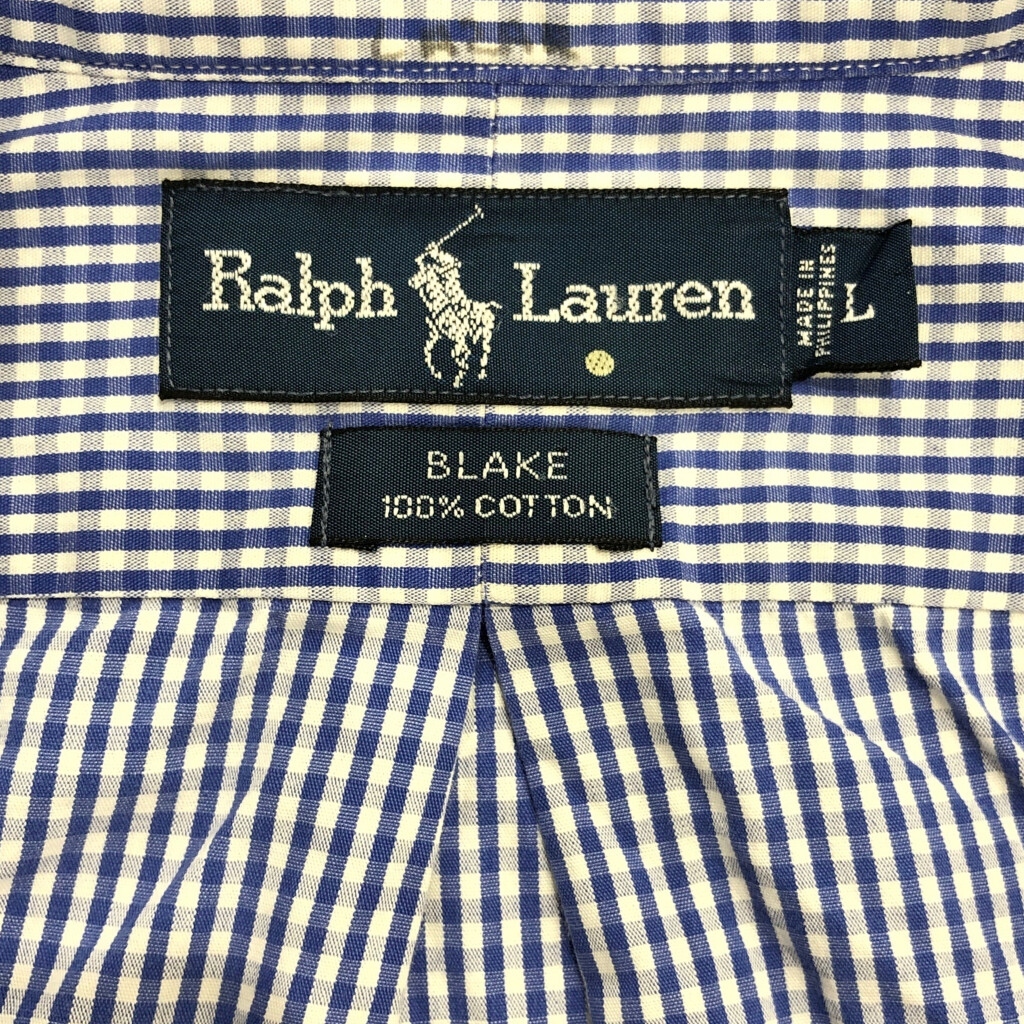 Ralph Lauren
MADE IN
PHILIPPINES
L
BLAKE
100% COTTON